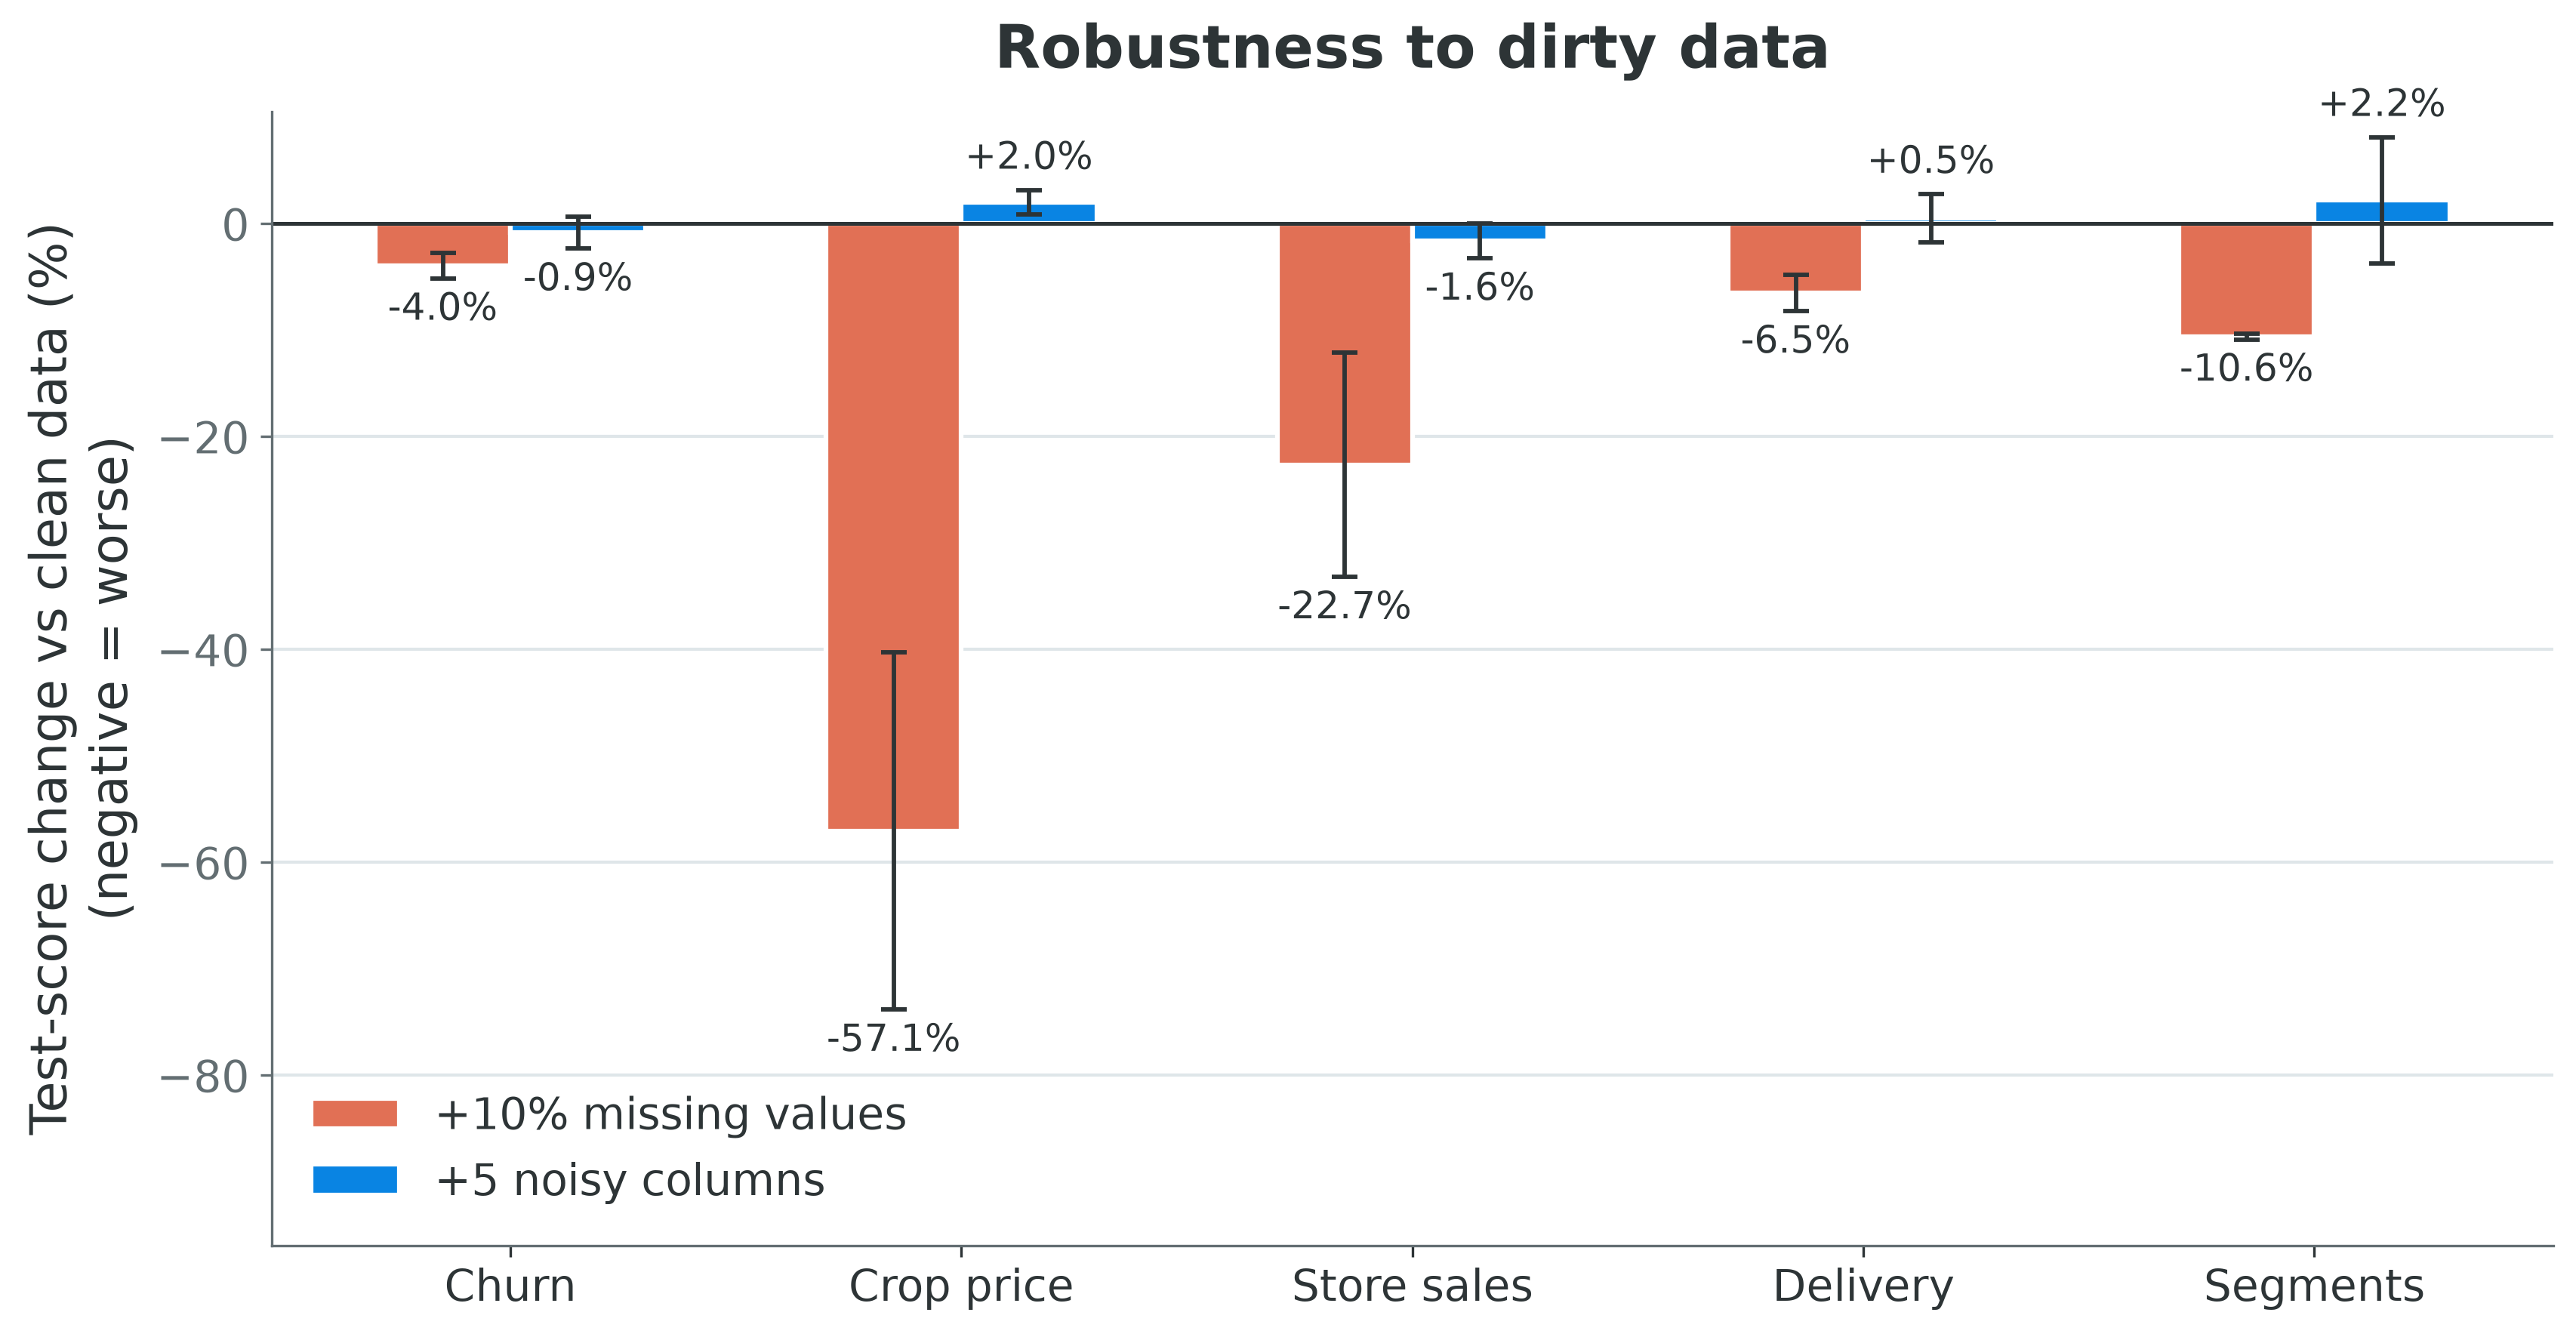 Robustness to dirty data
Test-score change vs clean data (%)
(negative = worse)
0
−20
−40
−60
−80
-4.0%
-0.9%
-57.1%
+2.0%
-22.7%
-1.6%
-6.5%
+0.5%
-10.6%
+2.2%
+10% missing values
+5 noisy columns
Churn
Crop price
Store sales
Delivery
Segments